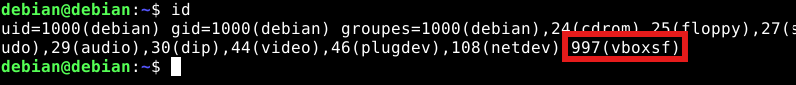 debian@debian:~$ id
uid=1000(debian) gid=1000(debian) groupes=1000(debian),24(cdrom),25(floppy),27(s
udo),29(audio),30(dip),44(video),46(plugdev),108(netdev),997(vboxsf)
debian@debian:~$